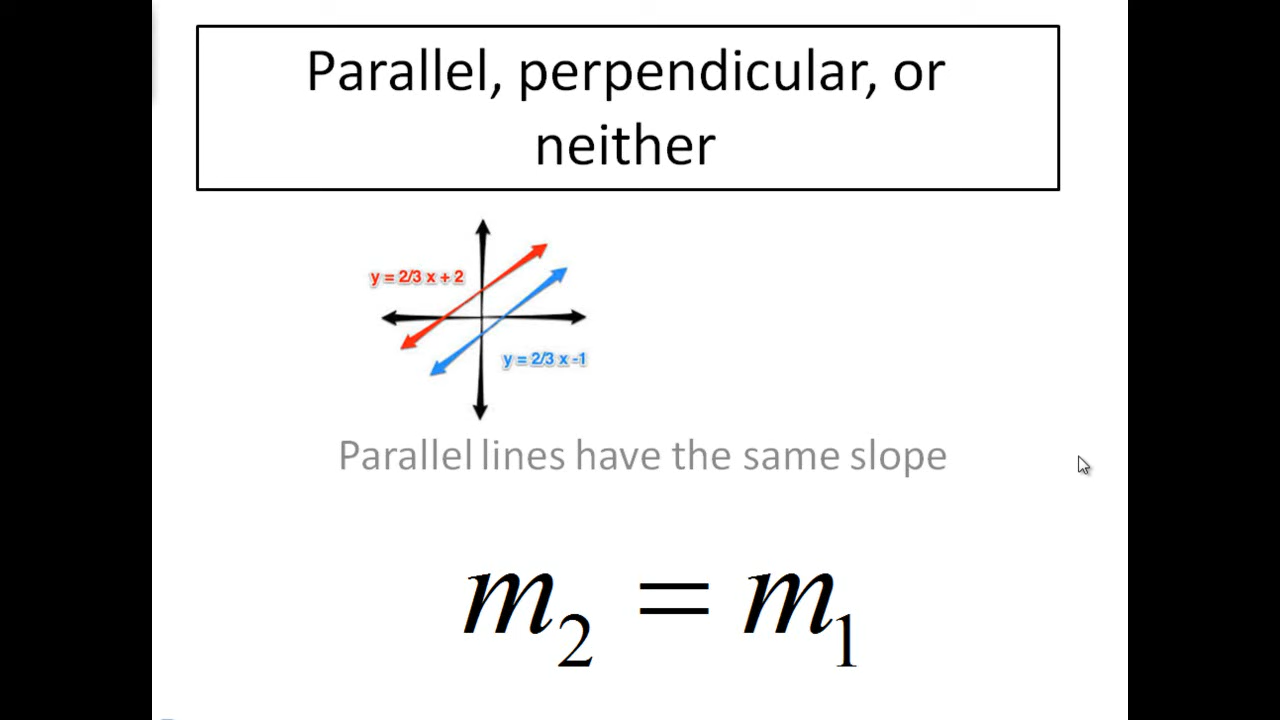 Parallel, perpendicular, or
neither
y = 2/3 x + 2
y = 2/3 x -1
Parallel lines have the same slope
m₂ = m₁